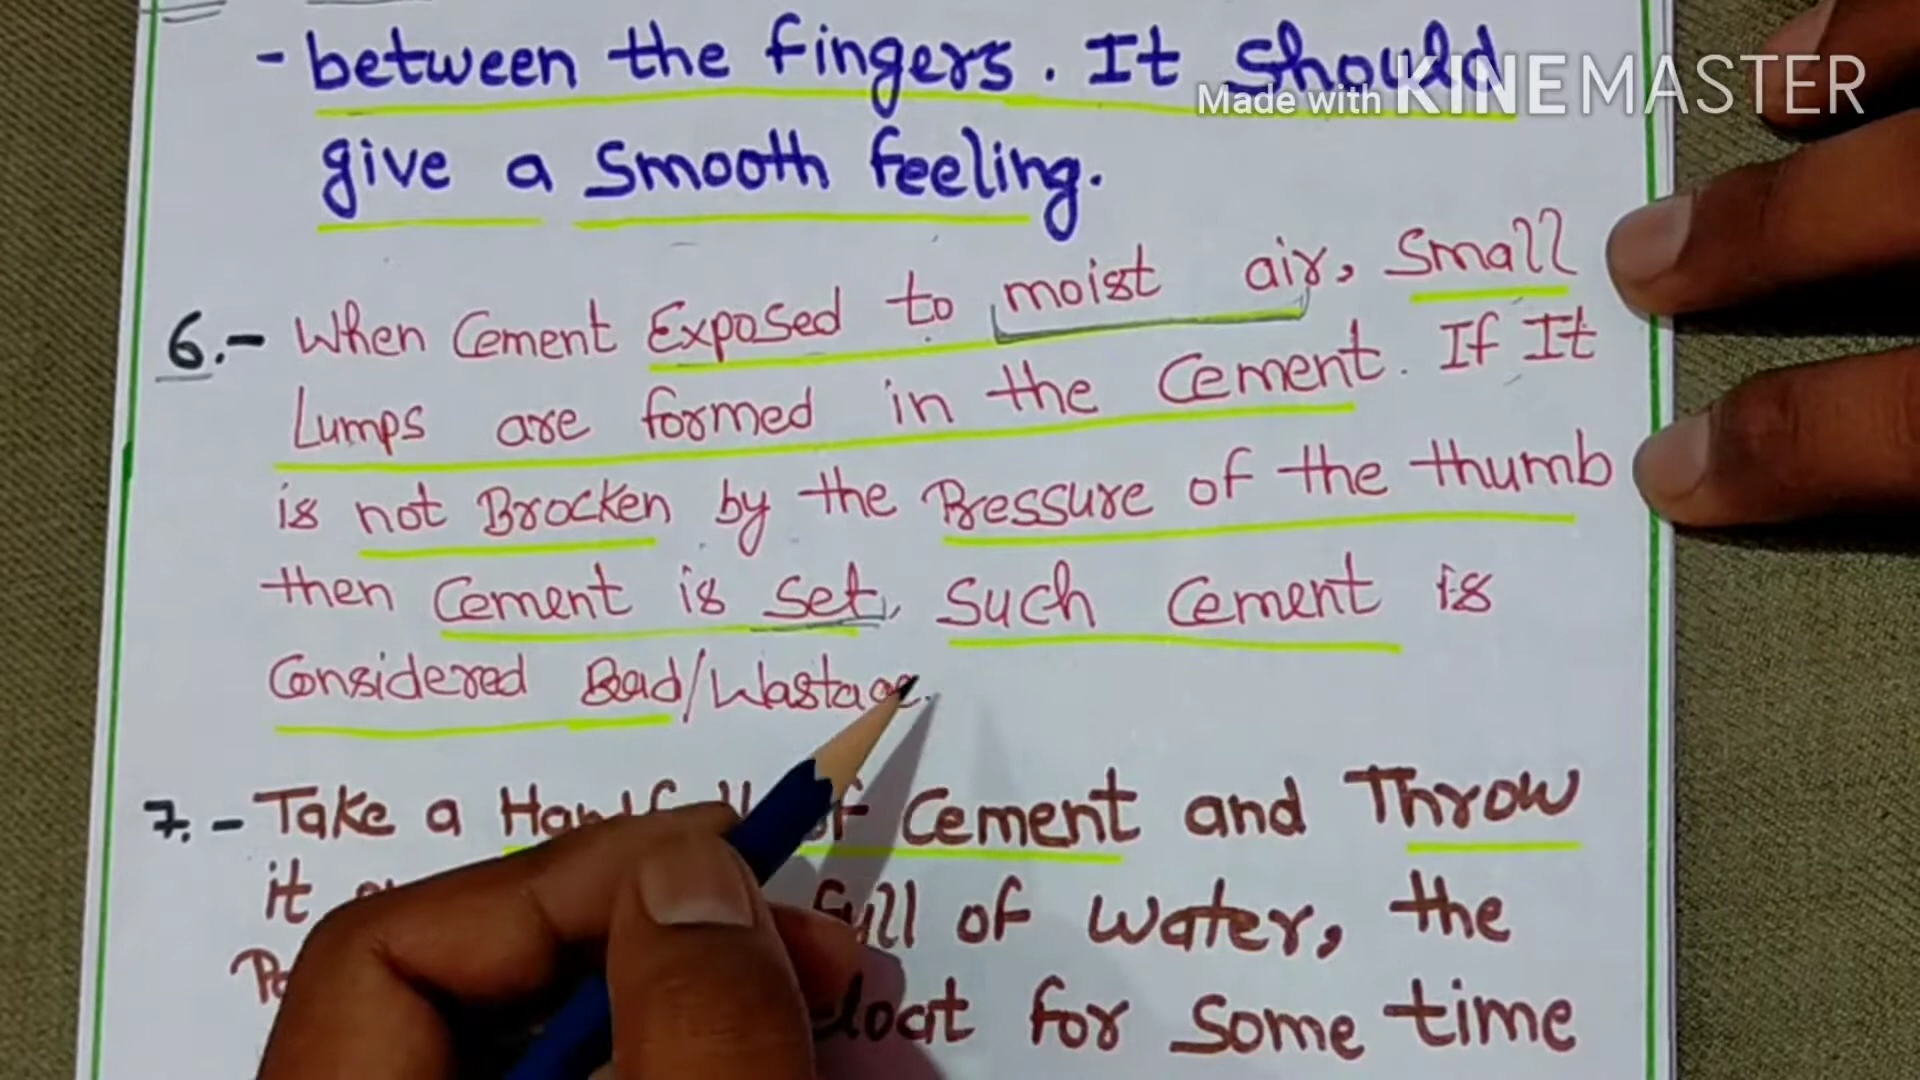 - between the fingers. It should
Made with KINEMASTER
give a smooth feeling.
6.- When Cement Exposed to moist air, Small
Lumps are formed in the Cement. If It
is not Brocken by the Pressure of the thumb
then Cement is set, Such Cement is
Considered Bad/Wastage.
7.- Take a of Cement and Throw
it full of water, the
for some time